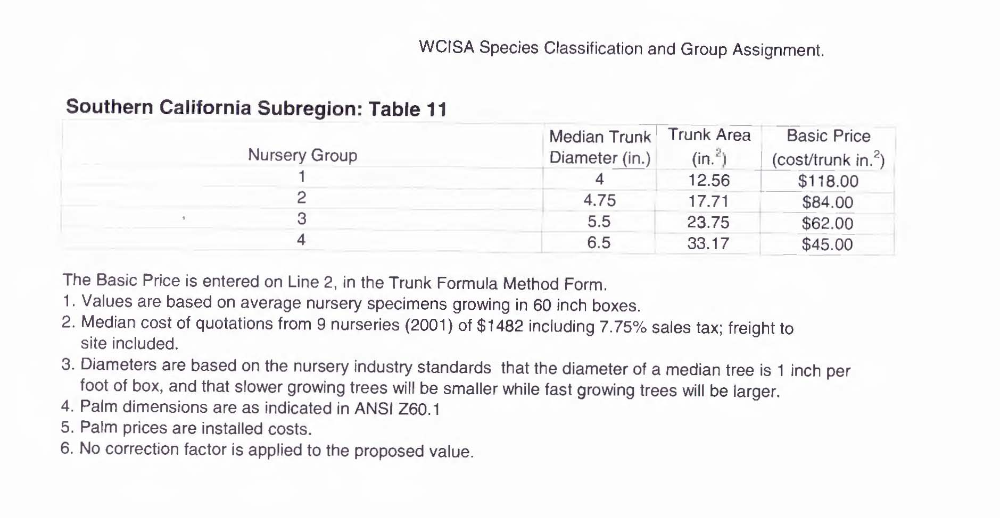 WCISA Species Classification and Group Assignment.
Southern California Subregion: Table 11
Nursery Group Median Trunk Diameter (in.) Trunk Area (in.²) Basic Price (cost/trunk in.²)
1 4 12.56 $118.00
2 4.75 17.71 $84.00
3 5.5 23.75 $62.00
4 6.5 33.17 $45.00
The Basic Price is entered on Line 2, in the Trunk Formula Method Form.
1. Values are based on average nursery specimens growing in 60 inch boxes.
2. Median cost of quotations from 9 nurseries (2001) of $1482 including 7.75% sales tax; freight to
site included.
3. Diameters are based on the nursery industry standards that the diameter of a median tree is 1 inch per
foot of box, and that slower growing trees will be smaller while fast growing trees will be larger.
4. Palm dimensions are as indicated in ANSI Z60.1
5. Palm prices are installed costs.
6. No correction factor is applied to the proposed value.